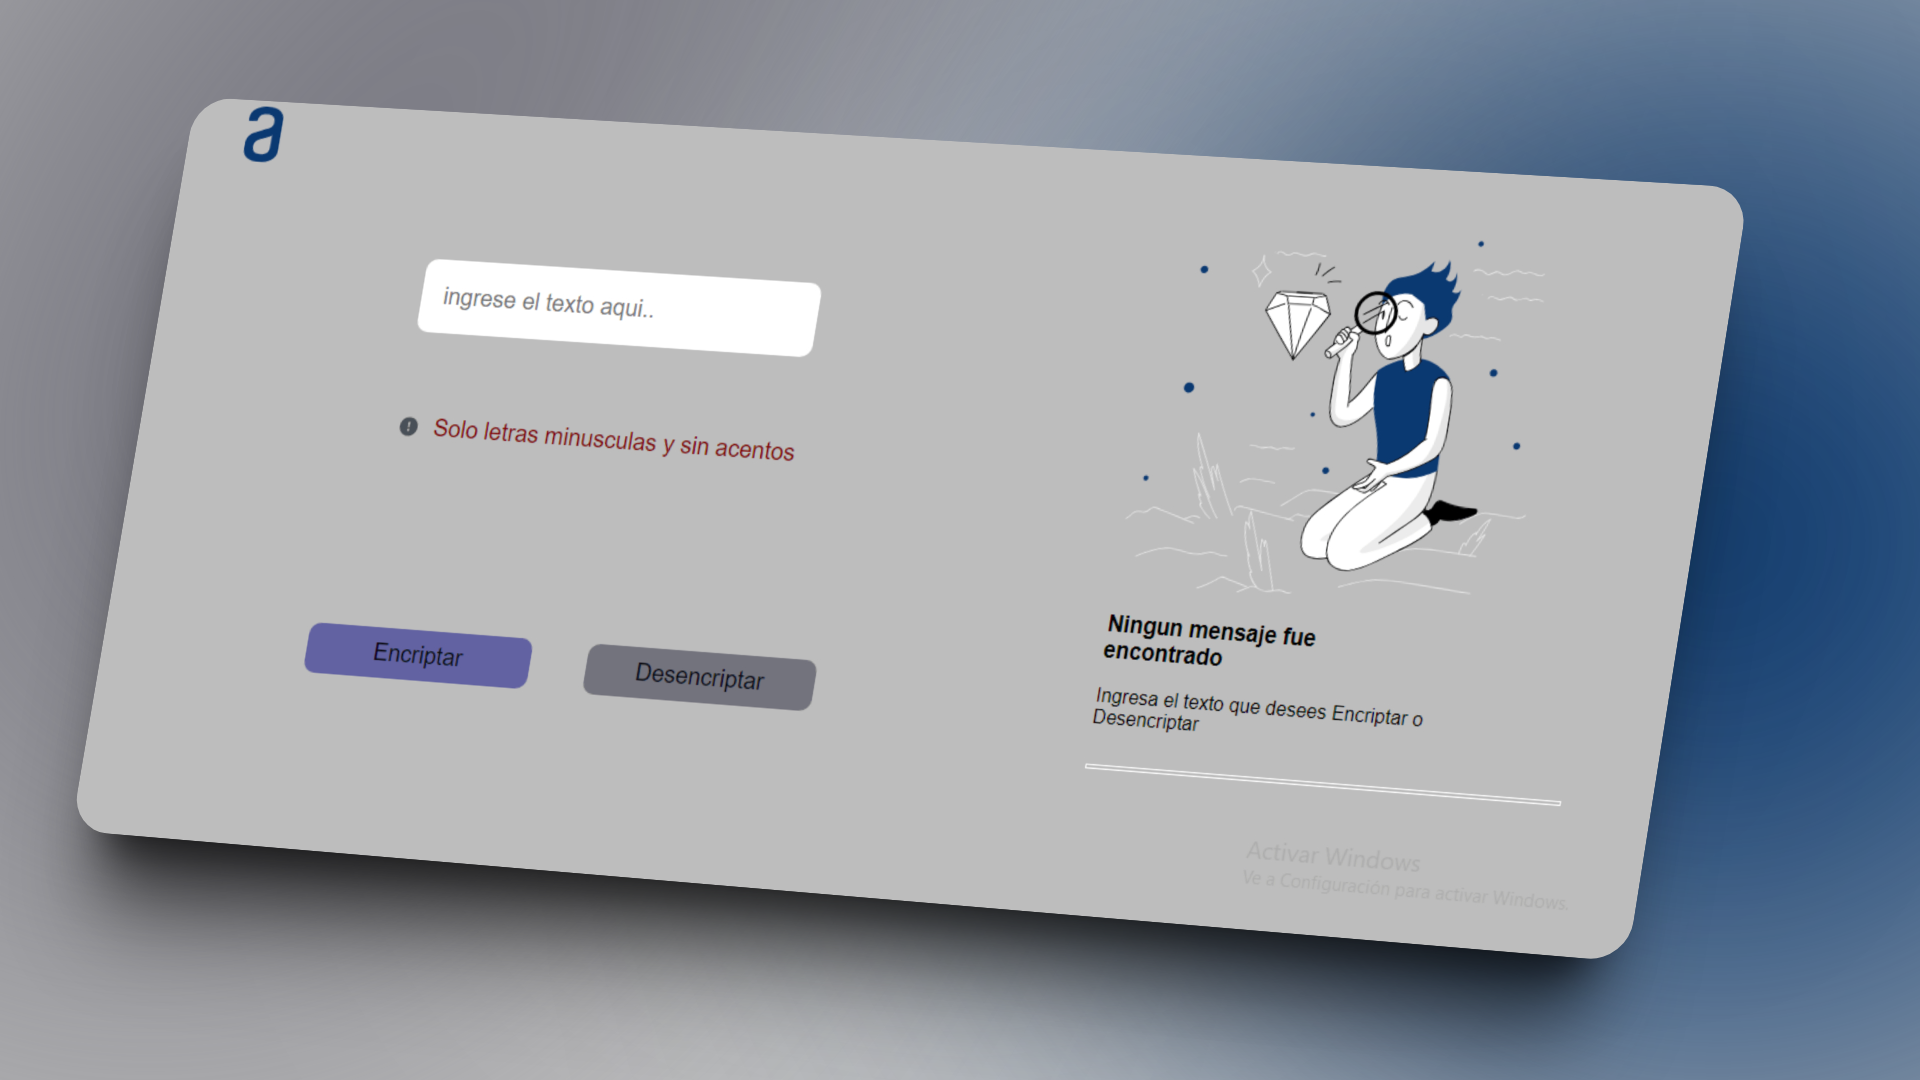 a
ingrese el texto aqui..
! Solo letras minusculas y sin acentos
Encriptar
Desencriptar
Ningun mensaje fue
encontrado
Ingresa el texto que desees Encriptar o
Desencriptar
Activar Windows
Ve a Configuración para activar Windows.